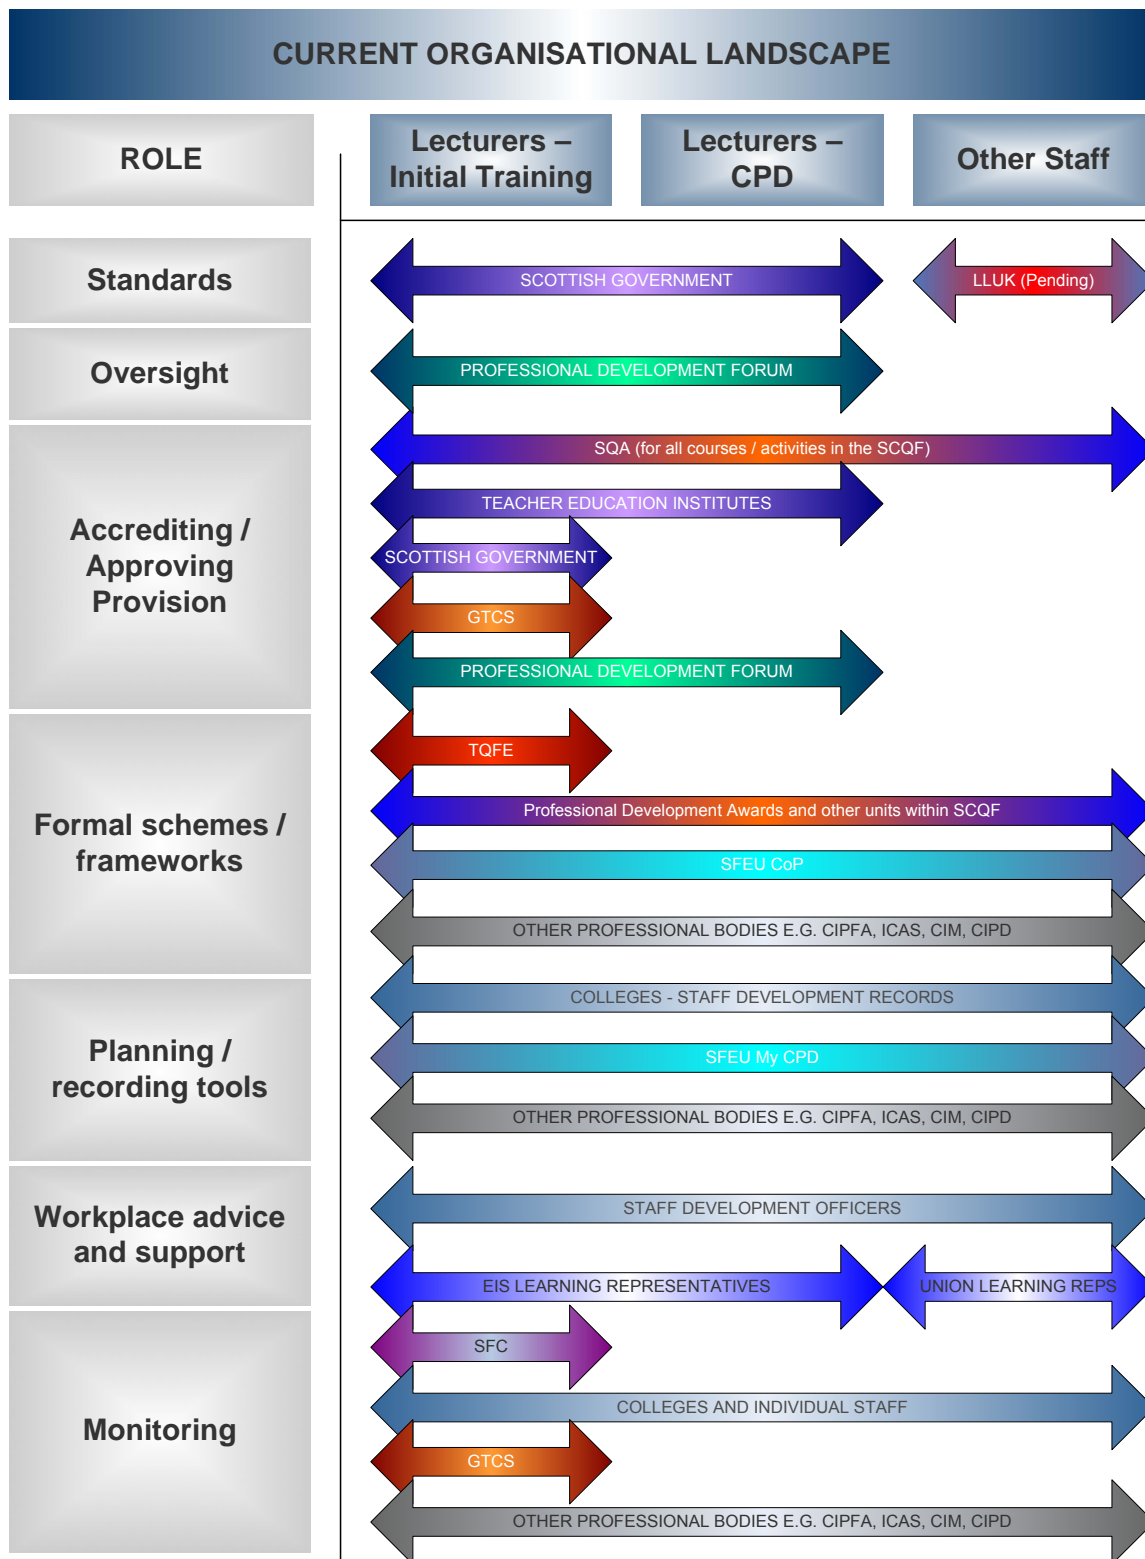 CURRENT ORGANISATIONAL LANDSCAPE
ROLE
Lecturers –
Initial Training
Lecturers –
CPD
Other Staff
Standards
SCOTTISH GOVERNMENT
LLUK (Pending)
Oversight
PROFESSIONAL DEVELOPMENT FORUM
Accrediting /
Approving
Provision
SQA (for all courses / activities in the SCQF)
TEACHER EDUCATION INSTITUTES
SCOTTISH GOVERNMENT
GTCS
PROFESSIONAL DEVELOPMENT FORUM
Formal schemes /
frameworks
TQFE
Professional Development Awards and other units within SCQF
SFEU CoP
OTHER PROFESSIONAL BODIES E.G. CIPFA, ICAS, CIM, CIPD
Planning /
recording tools
COLLEGES - STAFF DEVELOPMENT RECORDS
SFEU My CPD
OTHER PROFESSIONAL BODIES E.G. CIPFA, ICAS, CIM, CIPD
Workplace advice
and support
STAFF DEVELOPMENT OFFICERS
EIS LEARNING REPRESENTATIVES
UNION LEARNING REPS
Monitoring
SFC
COLLEGES AND INDIVIDUAL STAFF
GTCS
OTHER PROFESSIONAL BODIES E.G. CIPFA, ICAS, CIM, CIPD